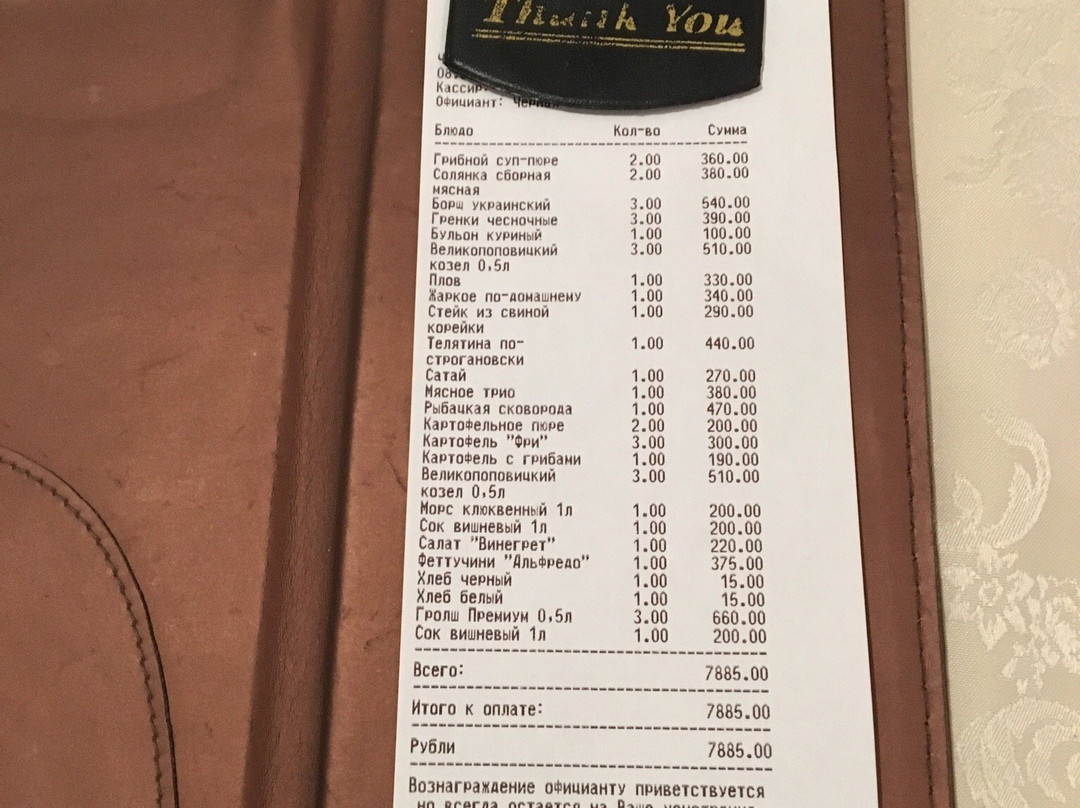 Thank You
Кассир
Официант:
Блюдо Кол-во Сумма
Грибной суп-пюре 2.00 360.00
Солянка сборная 2.00 380.00
мясная
Борщ украинский 3.00 540.00
Гренки чесночные 3.00 390.00
Бульон куриный 1.00 100.00
Великопоповицкий 3.00 510.00
козел 0,5л
Плов 1.00 330.00
Жаркое по-домашнему 1.00 340.00
Стейк из свиной 1.00 290.00
корейки
Телятина по- 1.00 440.00
строгановски
Сатай 1.00 270.00
Мясное трио 1.00 380.00
Рыбацкая сковорода 1.00 470.00
Картофельное пюре 2.00 200.00
Картофель "Фри" 3.00 300.00
Картофель с грибами 1.00 190.00
Великопоповицкий 3.00 510.00
козел 0,5л
Морс клюквенный 1л 1.00 200.00
Сок вишневый 1л 1.00 200.00
Салат "Винегрет" 1.00 220.00
Феттучини "Альфредо" 1.00 375.00
Хлеб черный 1.00 15.00
Хлеб белый 1.00 15.00
Гролш Премиум 0,5л 3.00 660.00
Сок вишневый 1л 1.00 200.00
Всего: 7885.00
Итого к оплате: 7885.00
Рубли 7885.00
Вознаграждение официанту приветствуется
но всегда остается на Ваше